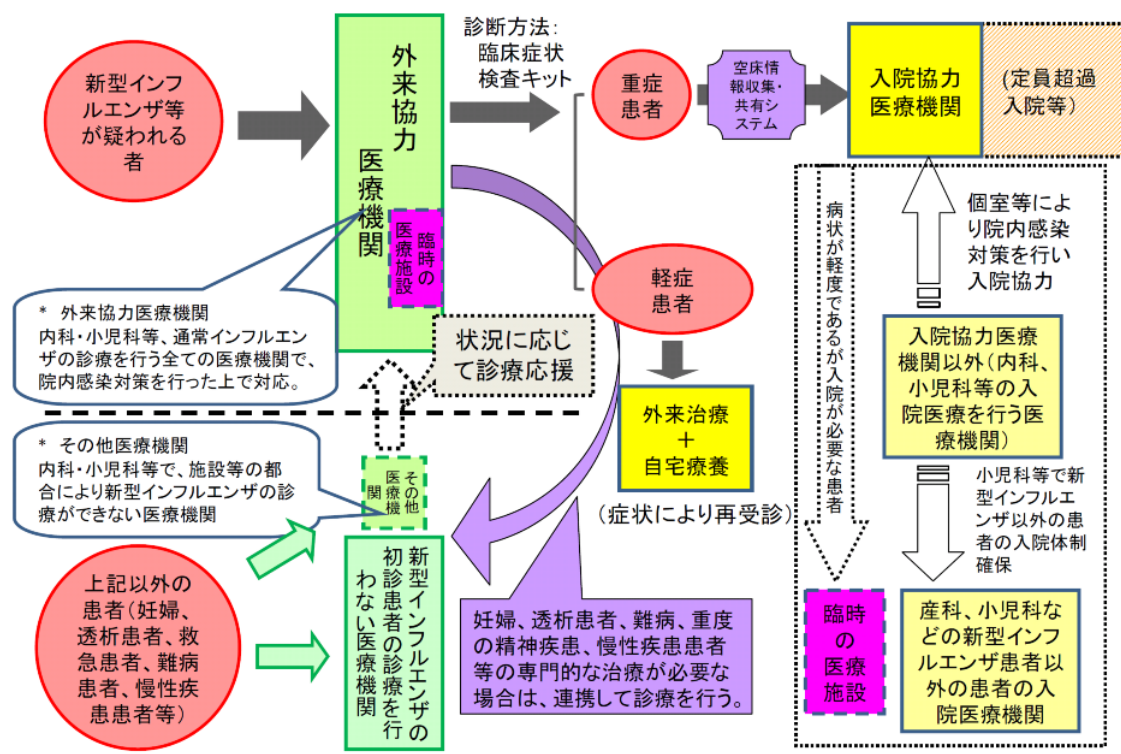 新型インフ
ルエンザ等
が疑われる
者
外来協力
医療機関
臨時の
医療施設
診断方法:
臨床症状
検査キット
重症
患者
空床情
報収集・
共有シ
ステム
入院協力
医療機関
(定員超過
入院等)
軽症
患者
外来治療
＋
自宅療養
(症状により再受診)
* 外来協力医療機関
内科・小児科等、通常インフルエン
ザの診療を行う全ての医療機関で、
院内感染対策を行った上で対応。
状況に応じ
て診療応援
* その他医療機関
内科・小児科等で、施設等の都
合により新型インフルエンザの診
療ができない医療機関
その他
医療機
関
上記以外の
患者(妊婦、
透析患者、救
急患者、難病
患者、慢性疾
患患者等)
新型インフルエンザの
初診患者の診療を行
わない医療機関
妊婦、透析患者、難病、重度
の精神疾患、慢性疾患患者
等の専門的な治療が必要な
場合は、連携して診療を行う。
病状が軽度であるが入院が必要な患者
個室等によ
り院内感染
対策を行い
入院協力
入院協力医療
機関以外(内科、
小児科等の入
院医療を行う医
療機関)
小児科等で新
型インフルエ
ンザ以外の患
者の入院体制
確保
臨時の
医療
施設
産科、小児科な
どの新型インフ
ルエンザ患者以
外の患者の入
院医療機関